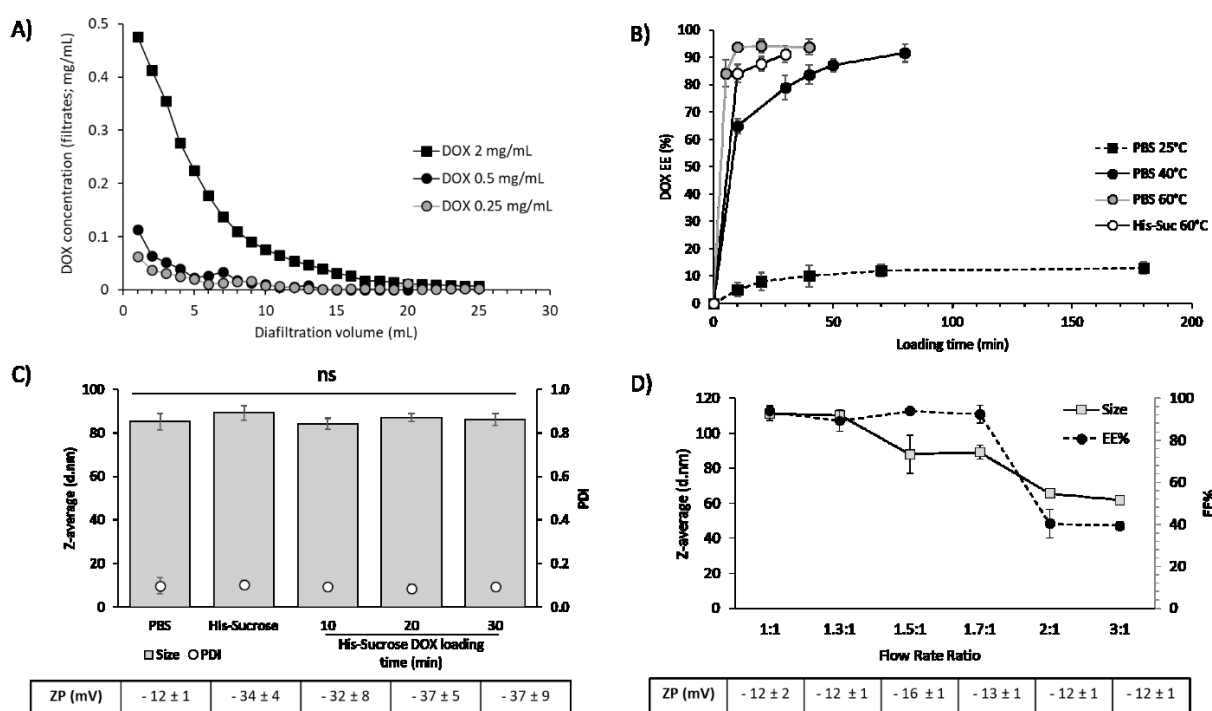 A)
0.5
0.4
0.3
0.2
0.1
0
DOX concentration (filtrates; mg/mL)
DOX 2 mg/mL
DOX 0.5 mg/mL
DOX 0.25 mg/mL
0 5 10 15 20 25 30
Diafiltration volume (mL)
B)
100
90
80
70
60
50
40
30
20
10
0
DOX EE (%)
PBS 25°C
PBS 40°C
PBS 60°C
His-Suc 60°C
0 50 100 150 200
Loading time (min)
C)
ns
100
80
60
40
20
0
Z-average (d.nm)
1.0
0.8
0.6
0.4
0.2
0.0
PDI
PBS His-Sucrose 10 20 30
His-Sucrose DOX loading
time (min)
Size PDI
ZP (mV) - 12 ± 1 -34 ± 4 - 32 ± 8 - 37 ± 5 - 37 ± 9
D)
120
100
80
60
40
20
0
Z-average (d.nm)
Size
EE%
100
80
60
40
20
0
EE%
1:1 1.3:1 1.5:1 1.7:1 2:1 3:1
Flow Rate Ratio
ZP (mV) - 12 ± 2 - 12 ± 1 -16 ± 1 -13 ± 1 - 12 ± 1 - 12 ± 1